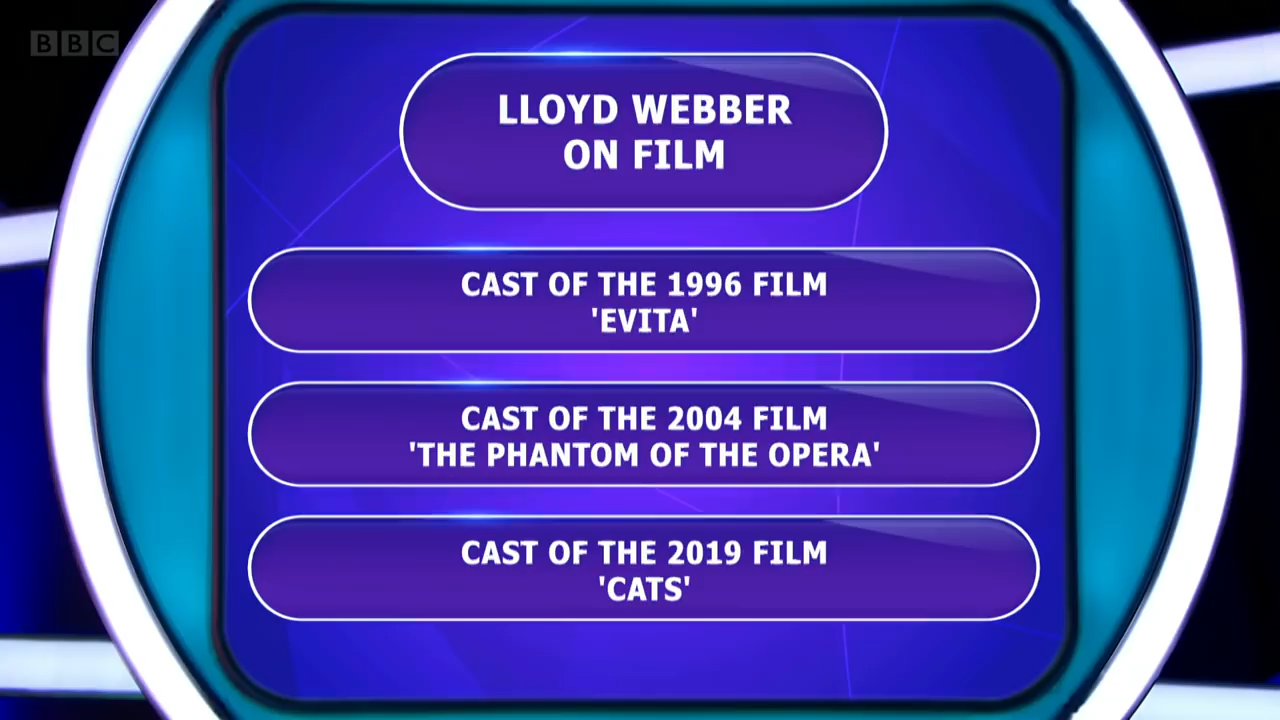 BBC
LLOYD WEBBER
ON FILM
CAST OF THE 1996 FILM
'EVITA'
CAST OF THE 2004 FILM
'THE PHANTOM OF THE OPERA'
CAST OF THE 2019 FILM
'CATS'